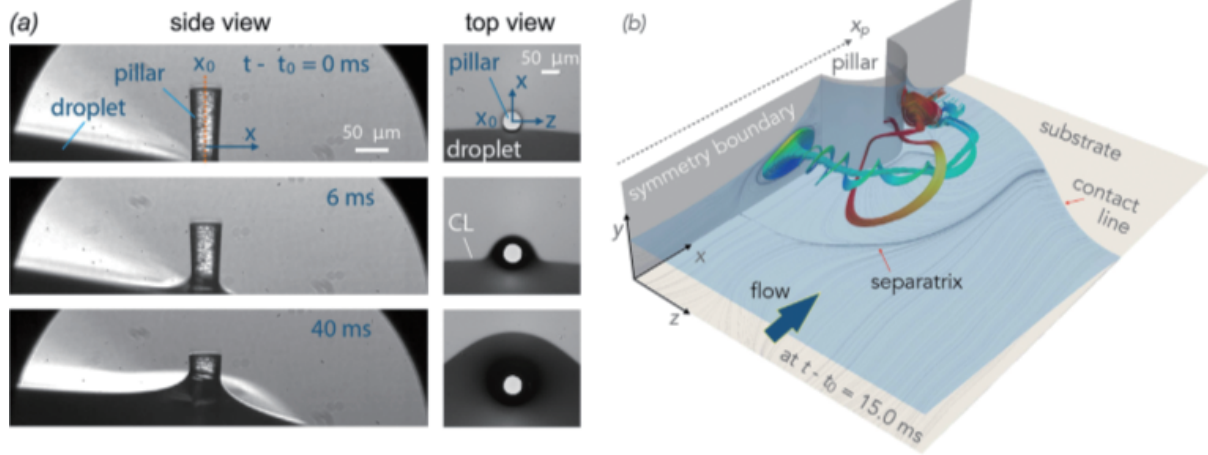 (a) side view top view
x₀ t - t₀ = 0 ms
pillar
droplet
x
50 μm
50 μm
pillar
x
x₀ z
droplet
6 ms
CL
40 ms
(b)
xₚ
pillar
symmetry boundary
substrate
contact
line
y
x
z
flow
separatrix
at t - t₀ = 15.0 ms